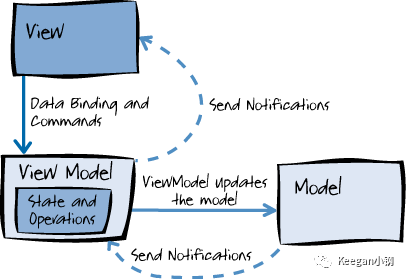 View
Data Binding and
Commands
Send Notifications
View Model
State and
Operations
ViewModel Updates
the model
Model
Send Notifications
Keegan小钢